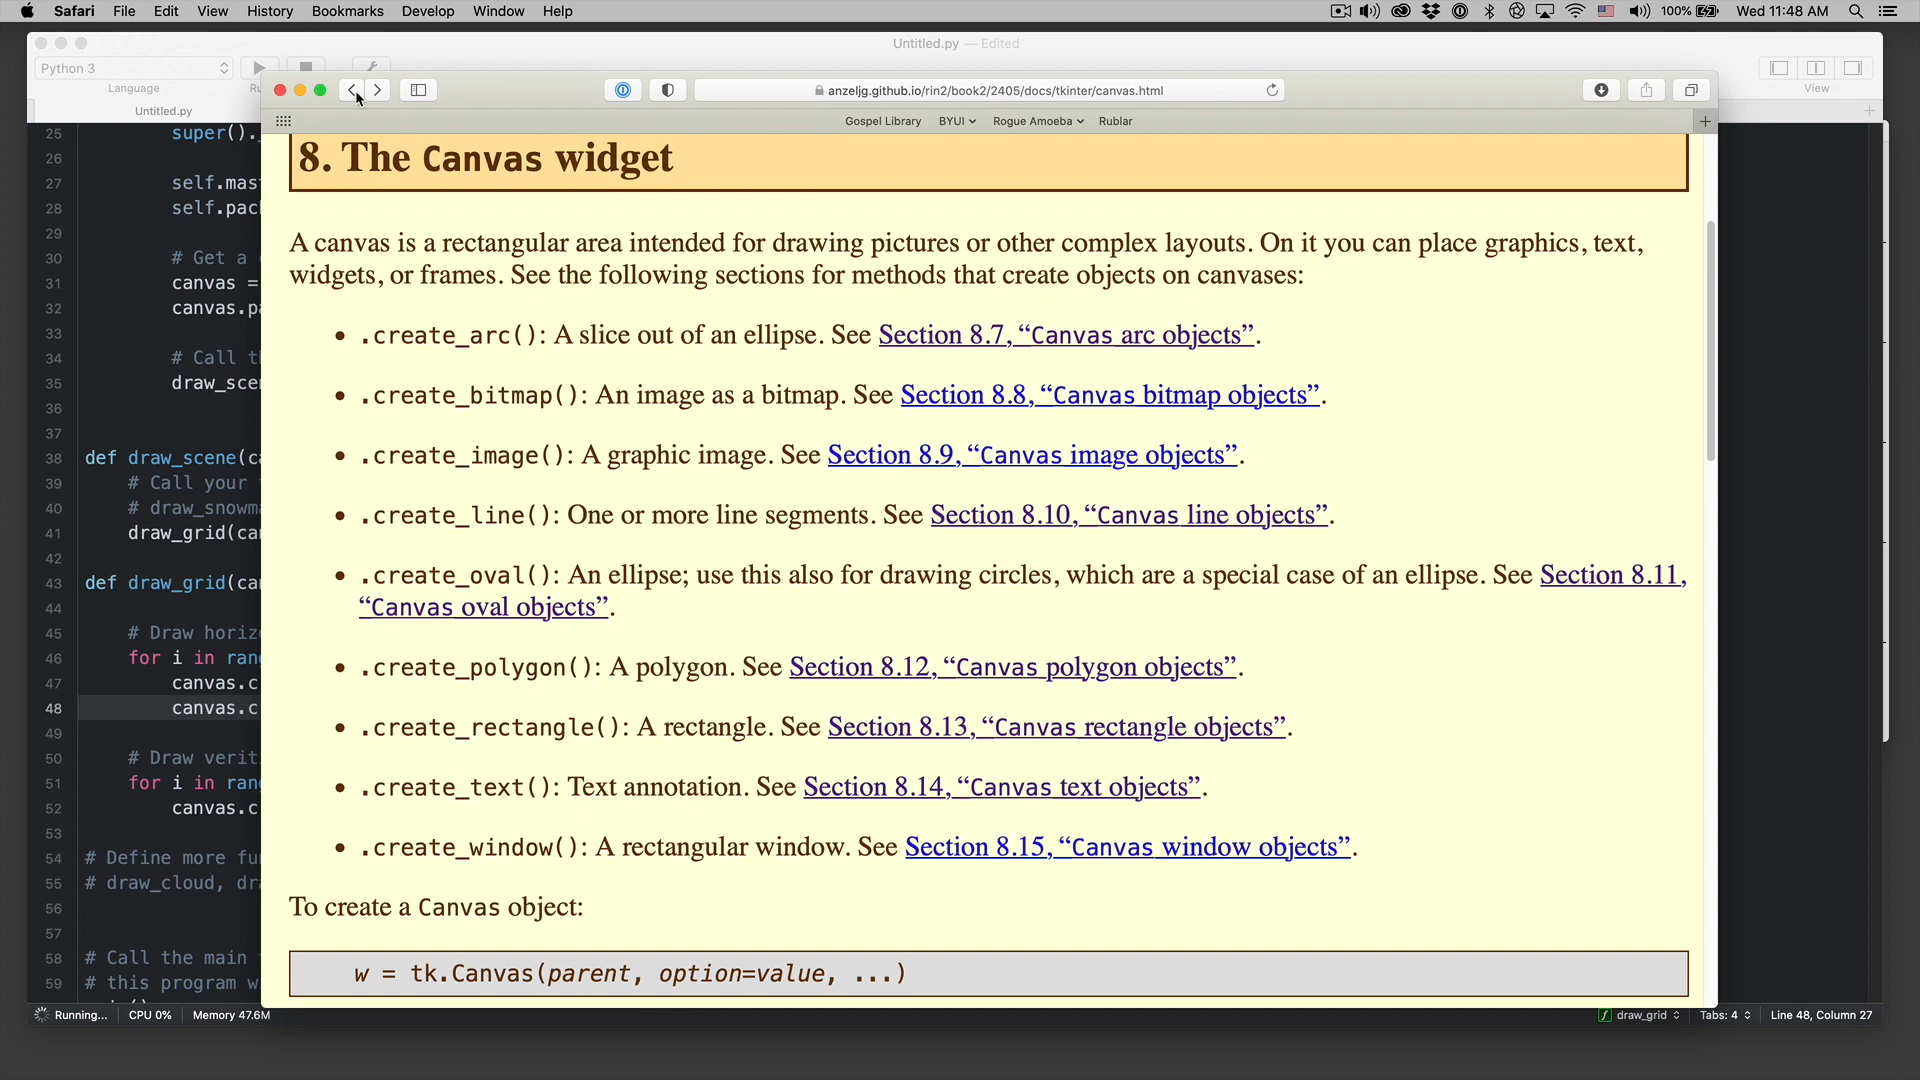 Safari File Edit View History Bookmarks Develop Window Help 100% Wed 11:48 AM
Untitled.py — Edited
Python 3
Language
View
anzeljg.github.io/rin2/book2/2405/docs/tkinter/canvas.html
Untitled.py
Gospel Library BYUI Rogue Amoeba Rublar
25 super().
26
27 self.mas
28 self.pac
29
30 # Get a
31 canvas =
32 canvas.pa
33
34 # Call t
35 draw_sce
36
37
38 def draw_scene(ca
39 # Call your
40 # draw_snowma
41 draw_grid(ca
42
43 def draw_grid(ca
44
45 # Draw horiz
46 for i in ran
47 canvas.c
48 canvas.c
49
50 # Draw verit
51 for i in ran
52 canvas.c
53
54 # Define more fu
55 # draw_cloud, dr
56
57
58 # Call the main
59 # this program w
8. The Canvas widget
A canvas is a rectangular area intended for drawing pictures or other complex layouts. On it you can place graphics, text,
widgets, or frames. See the following sections for methods that create objects on canvases:
• .create_arc(): A slice out of an ellipse. See Section 8.7, “Canvas arc objects”.
• .create_bitmap(): An image as a bitmap. See Section 8.8, “Canvas bitmap objects”.
• .create_image(): A graphic image. See Section 8.9, “Canvas image objects”.
• .create_line(): One or more line segments. See Section 8.10, “Canvas line objects”.
• .create_oval(): An ellipse; use this also for drawing circles, which are a special case of an ellipse. See Section 8.11,
“Canvas oval objects”.
• .create_polygon(): A polygon. See Section 8.12, “Canvas polygon objects”.
• .create_rectangle(): A rectangle. See Section 8.13, “Canvas rectangle objects”.
• .create_text(): Text annotation. See Section 8.14, “Canvas text objects”.
• .create_window(): A rectangular window. See Section 8.15, “Canvas window objects”.
To create a Canvas object:
w = tk.Canvas(parent, option=value, ...)
Running... CPU 0% Memory 47.6M draw_grid Tabs: 4 Line 48, Column 27